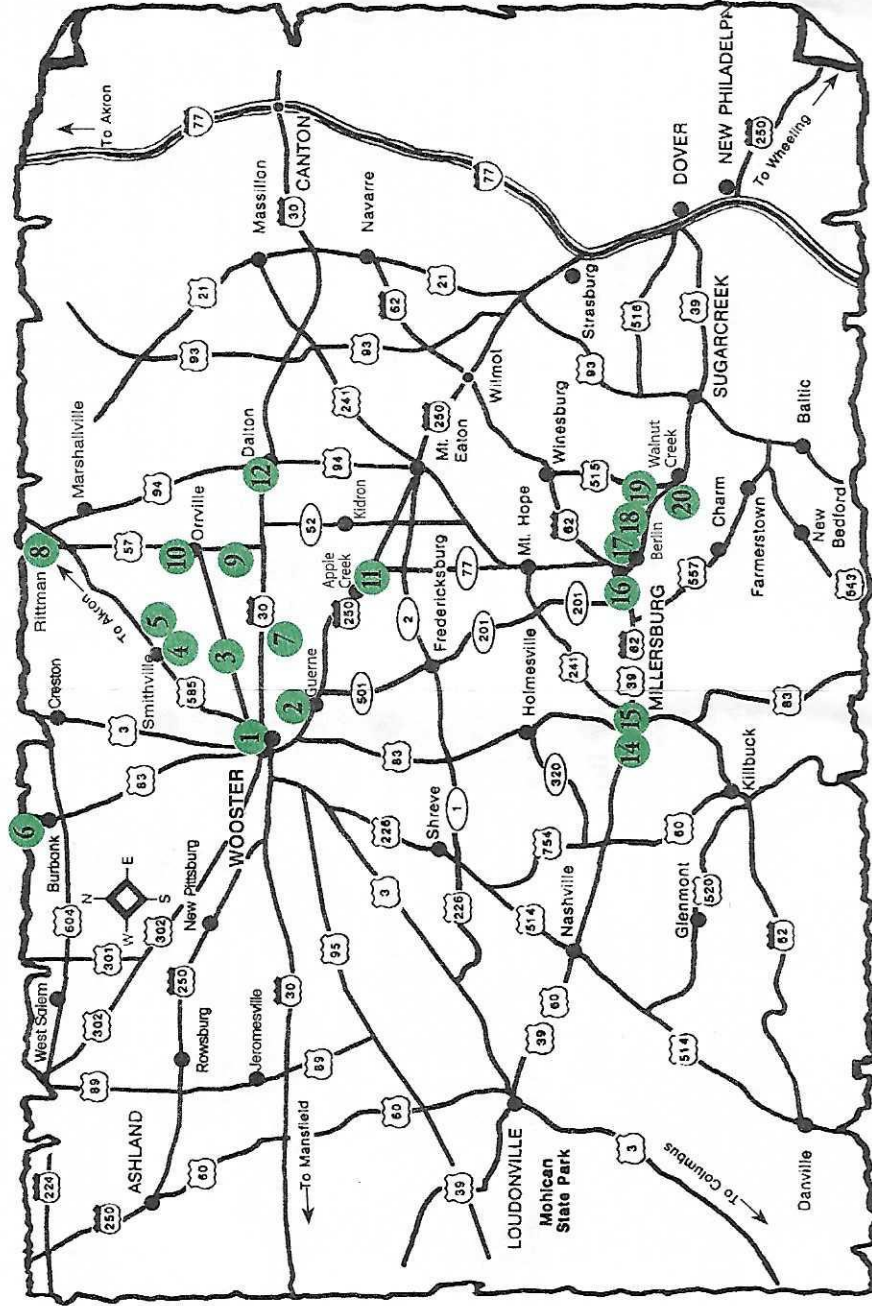 224
250
ASHLAND
60
89
West Salem
302
Rowsburg
250
Jeromesville
30
To Mansfield
89
604
301
302
New Pittsburg
Burbank
6
N
E
S
W
83
3
Creston
WOOSTER
1
2
Guerne
585
Smithville
4
5
3
To Akron
Rittman
8
57
10
Orrville
9
30
7
94
Marshallville
Dalton
12
52
Kidron
94
Apple
Creek
250
11
21
93
Massillon
241
30
CANTON
77
To Akron
Navarre
62
93
21
77
Mt.
Eaton
250
Wilmot
2
Fredericksburg
501
201
77
Mt. Hope
201
241
Winesburg
62
515
Strasburg
93
516
39
DOVER
NEW PHILADELPH
250
To Wheeling
SUGARCREEK
Walnut
Creek
19
20
18
17
Berlin
16
62
39
557
Charm
Farmerstown
Baltic
New
Bedford
643
MILLERSBURG
15
14
83
Killbuck
60
Holmesville
320
83
226
Shreve
1
226
3
754
514
Nashville
95
39
60
60
39
LOUDONVILLE
Mohican
State Park
3
To Columbus
Glenmont
520
62
514
Danville